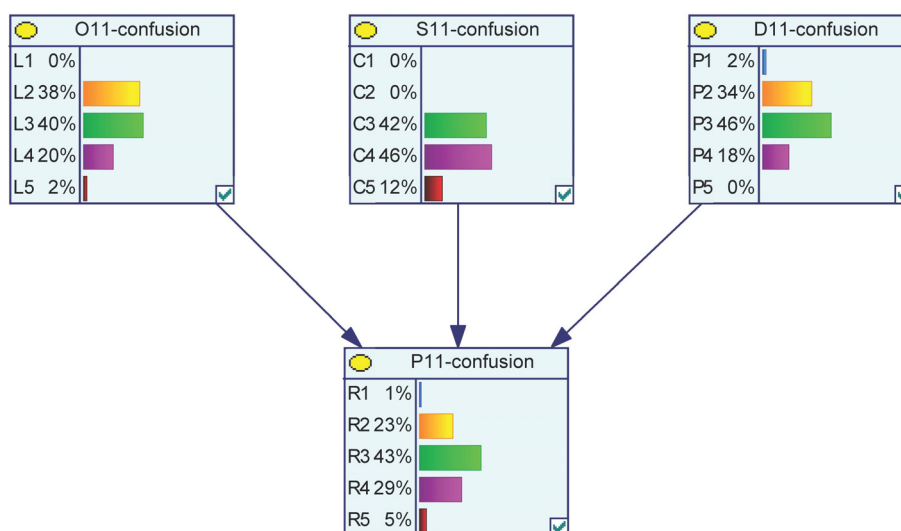 O11-confusion
L1 0%
L2 38%
L3 40%
L4 20%
L5 2%
S11-confusion
C1 0%
C2 0%
C3 42%
C4 46%
C5 12%
D11-confusion
P1 2%
P2 34%
P3 46%
P4 18%
P5 0%
P11-confusion
R1 1%
R2 23%
R3 43%
R4 29%
R5 5%